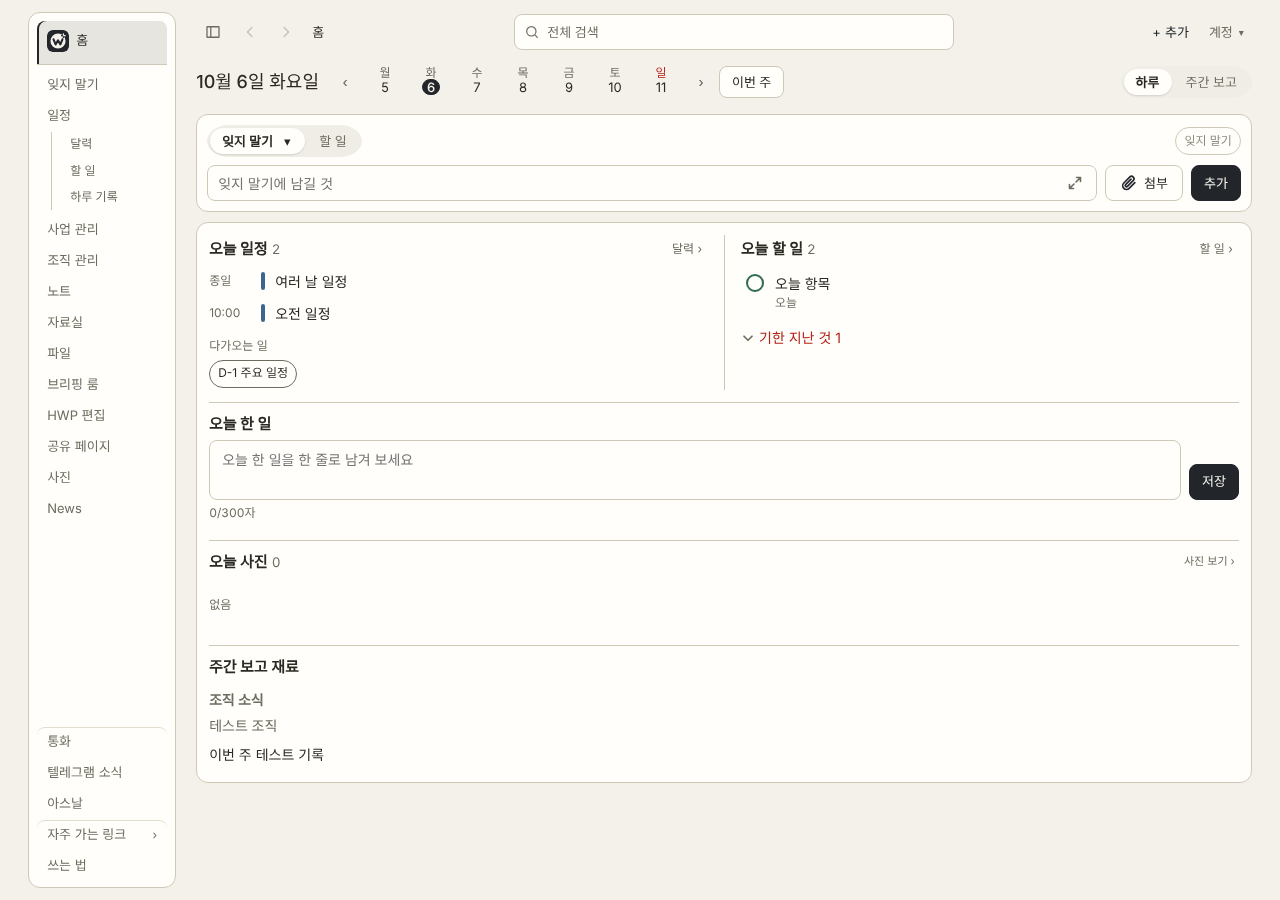 홈
잊지 말기
일정
달력
할 일
하루 기록
사업 관리
조직 관리
노트
자료실
파일
브리핑 룸
HWP 편집
공유 페이지
사진
News
통화
텔레그램 소식
아스날
자주 가는 링크 ›
쓰는 법
홈
전체 검색
+ 추가
계정 ▾
10월 6일 화요일
‹
월 화 수 목 금 토 일
5 6 7 8 9 10 11
›
이번 주
하루 주간 보고
잊지 말기 ▼ 할 일
잊지 말기
잊지 말기에 남길 것
첨부
추가
오늘 일정 2
달력 ›
종일 여러 날 일정
10:00 오전 일정
다가오는 일
D-1 주요 일정
오늘 할 일 2
할 일 ›
오늘 항목
오늘
기한 지난 것 1
오늘 한 일
오늘 한 일을 한 줄로 남겨 보세요
저장
0/300자
오늘 사진 0
사진 보기 ›
없음
주간 보고 재료
조직 소식
테스트 조직
이번 주 테스트 기록